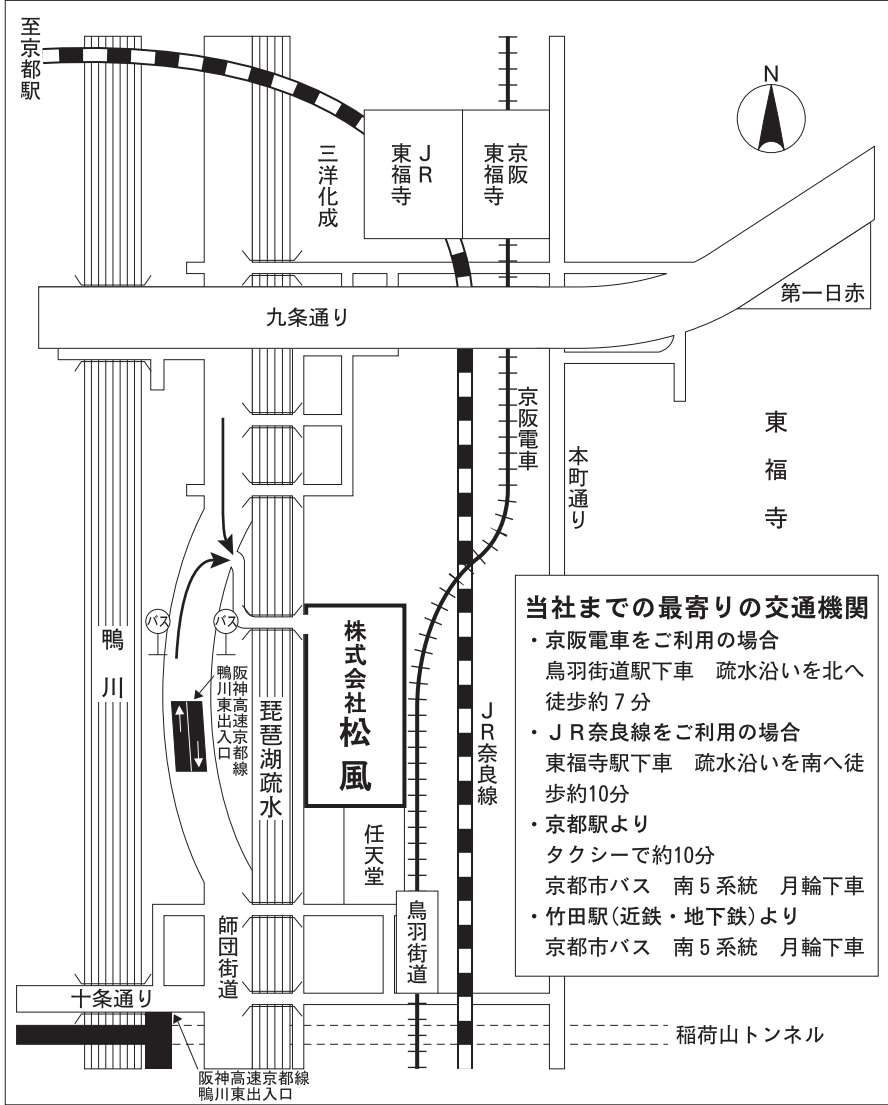 至京都駅
N
三洋化成
JR
東福寺
京阪
東福寺
第一日赤
九条通り
京阪電車
本町通り
東福寺
鴨川
バス
バス
阪神高速京都線
鴨川東出入口
琵琶湖疏水
株式会社
松風
JR奈良線
任天堂
鳥羽街道
師団街道
十条通り
阪神高速京都線
鴨川東出入口
稲荷山トンネル
当社までの最寄りの交通機関
・京阪電車をご利用の場合
鳥羽街道駅下車　疏水沿いを北へ
徒歩約7分
・JR奈良線をご利用の場合
東福寺駅下車　疏水沿いを南へ徒
歩約10分
・京都駅より
タクシーで約10分
京都市バス　南5系統　月輪下車
・竹田駅(近鉄・地下鉄)より
京都市バス　南5系統　月輪下車